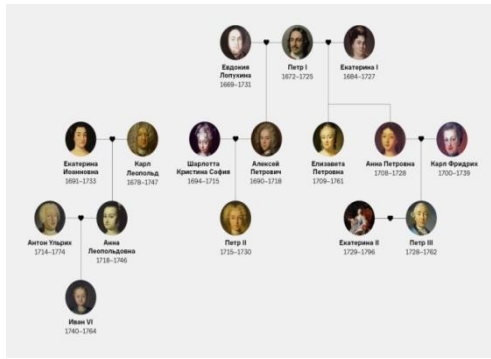 Евдокия
Лопухина
1669–1731
Петр I
1672–1725
Екатерина I
1684–1727
Екатерина
Иоанновна
1691–1733
Карл
Леопольд
1678–1747
Шарлотта
Кристина София
1694–1715
Алексей
Петрович
1690–1718
Елизавета
Петровна
1709–1761
Анна Петровна
1708–1728
Карл Фридрих
1700–1739
Антон Ульрих
1714–1774
Анна
Леопольдовна
1718–1746
Петр II
1715–1730
Екатерина II
1729–1796
Петр III
1728–1762
Иван VI
1740–1764